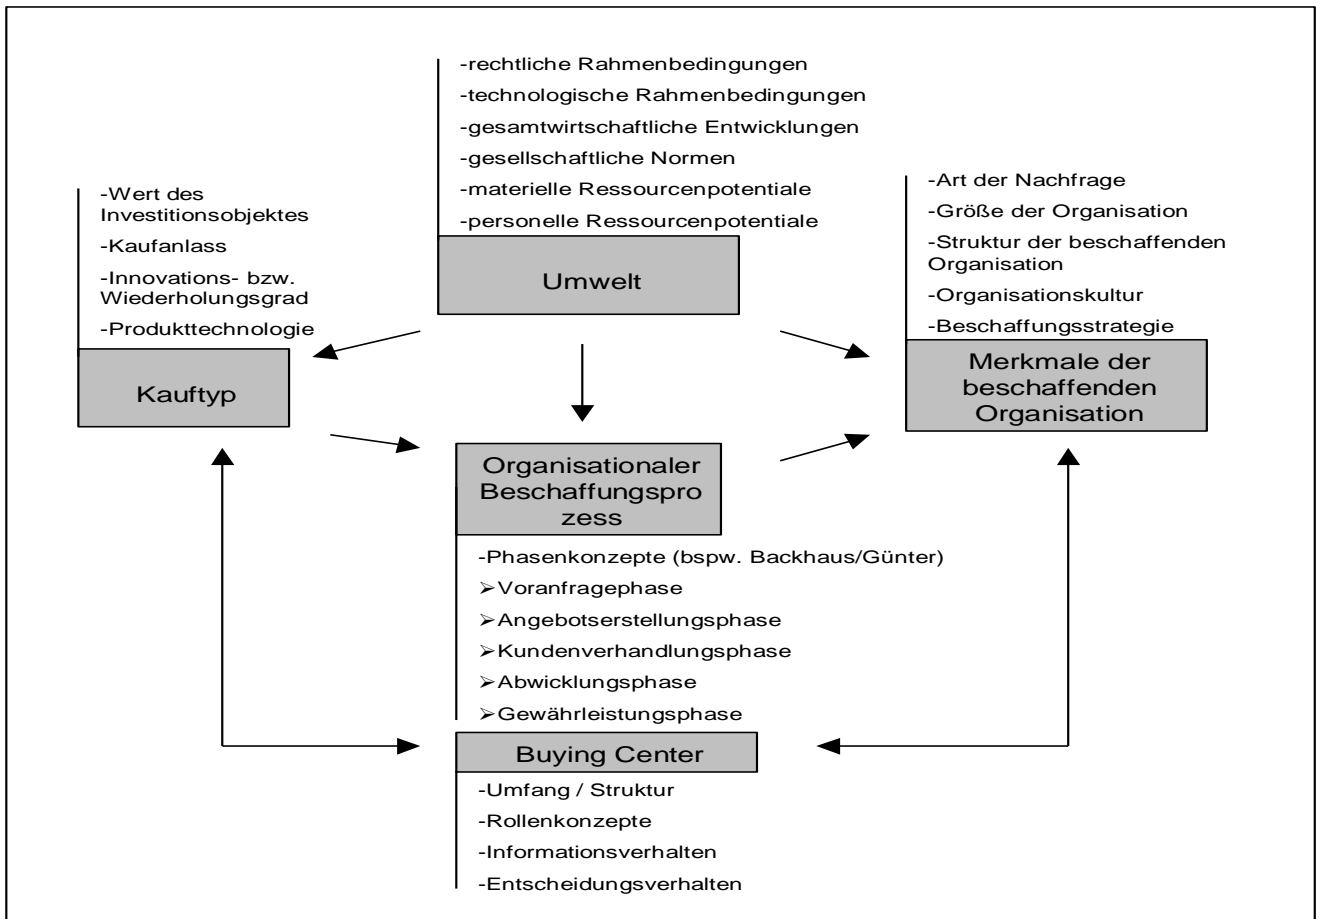 -rechtliche Rahmenbedingungen
-technologische Rahmenbedingungen
-gesamtwirtschaftliche Entwicklungen
-gesellschaftliche Normen
-materielle Ressourcenpotentiale
-personelle Ressourcenpotentiale
Umwelt
-Wert des
Investitionsobjektes
-Kaufanlass
-Innovations- bzw.
Wiederholungsgrad
-Produkttechnologie
Kauftyp
-Art der Nachfrage
-Größe der Organisation
-Struktur der beschaffenden
Organisation
-Organisationskultur
-Beschaffungsstrategie
Merkmale der
beschaffenden
Organisation
Organisationaler
Beschaffungspro
zess
-Phasenkonzepte (bspw. Backhaus/Günter)
➢Voranfragephase
➢Angebotserstellungsphase
➢Kundenverhandlungsphase
➢Abwicklungsphase
➢Gewährleistungsphase
Buying Center
-Umfang / Struktur
-Rollenkonzepte
-Informationsverhalten
-Entscheidungsverhalten